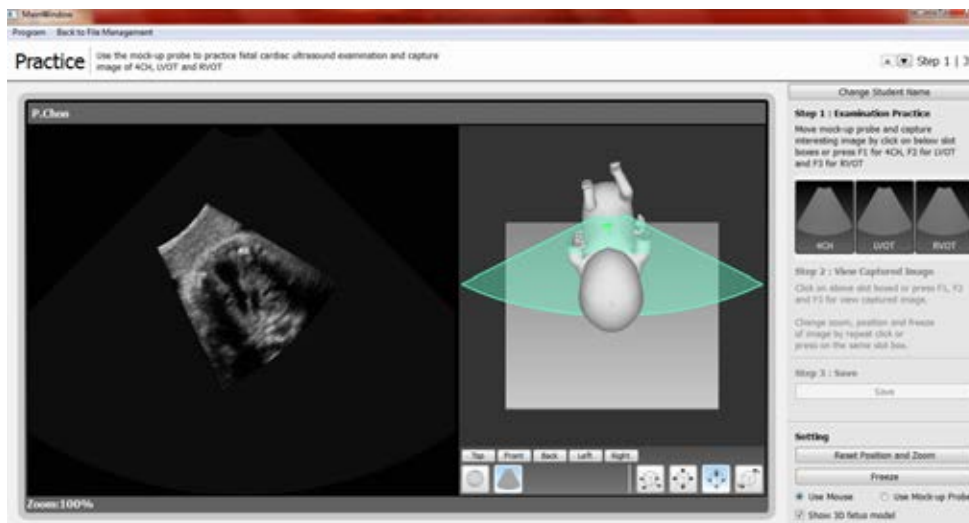 MainWindow
Program Back to File Management
Practice
Use the mock-up probe to practice fetal cardiac ultrasound examination and capture
image of 4CH, LVOT and RVOT
Step 1 | 3
Change Student Name
P.Chon
Step 1 : Examination Practice
Move mock-up probe and capture
interesting image by click on below slot
boxes or press F1 for 4CH, F2 for LVOT
and F3 for RVOT
4CH LVOT RVOT
Step 2 : View Captured Image
Click on above slot boxed or press F1, F2
and F3 for view captured image.
Change zoom, position and freeze
of image by repeat click or
press on the same slot box.
Step 3 : Save
Save
Top Front Back Left Right
Setting
Reset Position and Zoom
Freeze
Use Mouse Use Mock-up Probe
Show 3D fetus model
Zoom:100%